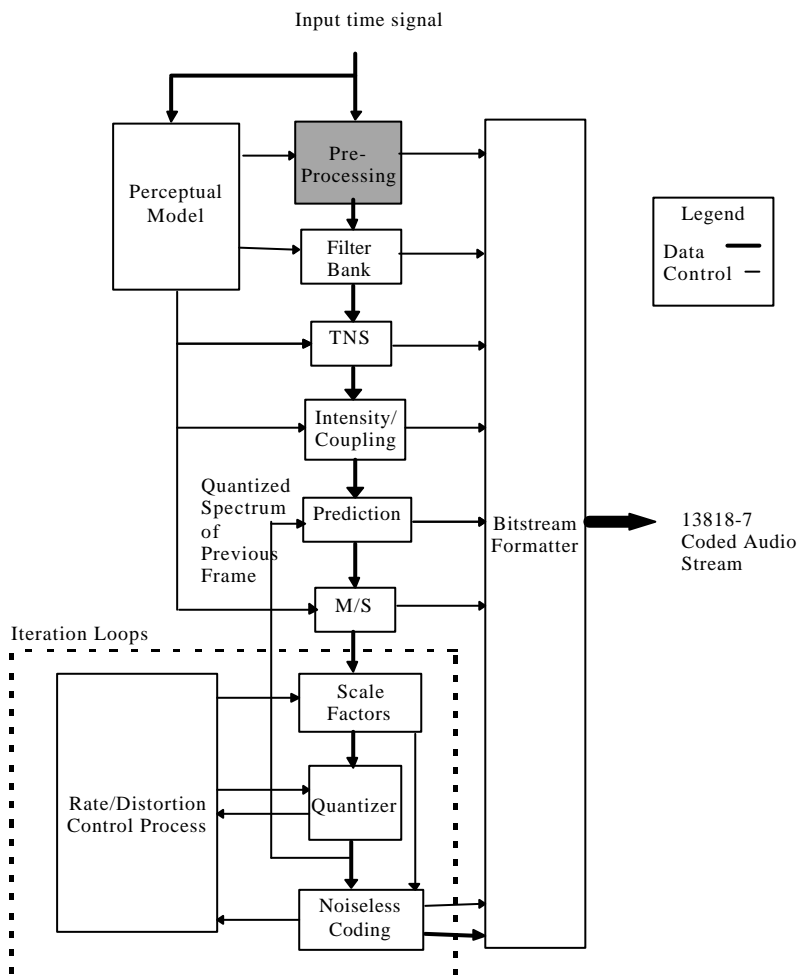 Input time signal
Pre-
Processing
Perceptual
Model
Legend
Data
Control
Filter
Bank
TNS
Intensity/
Coupling
Quantized
Spectrum
of
Previous
Frame
Prediction
Bitstream
Formatter
13818-7
Coded Audio
Stream
M/S
Iteration Loops
Scale
Factors
Rate/Distortion
Control Process
Quantizer
Noiseless
Coding